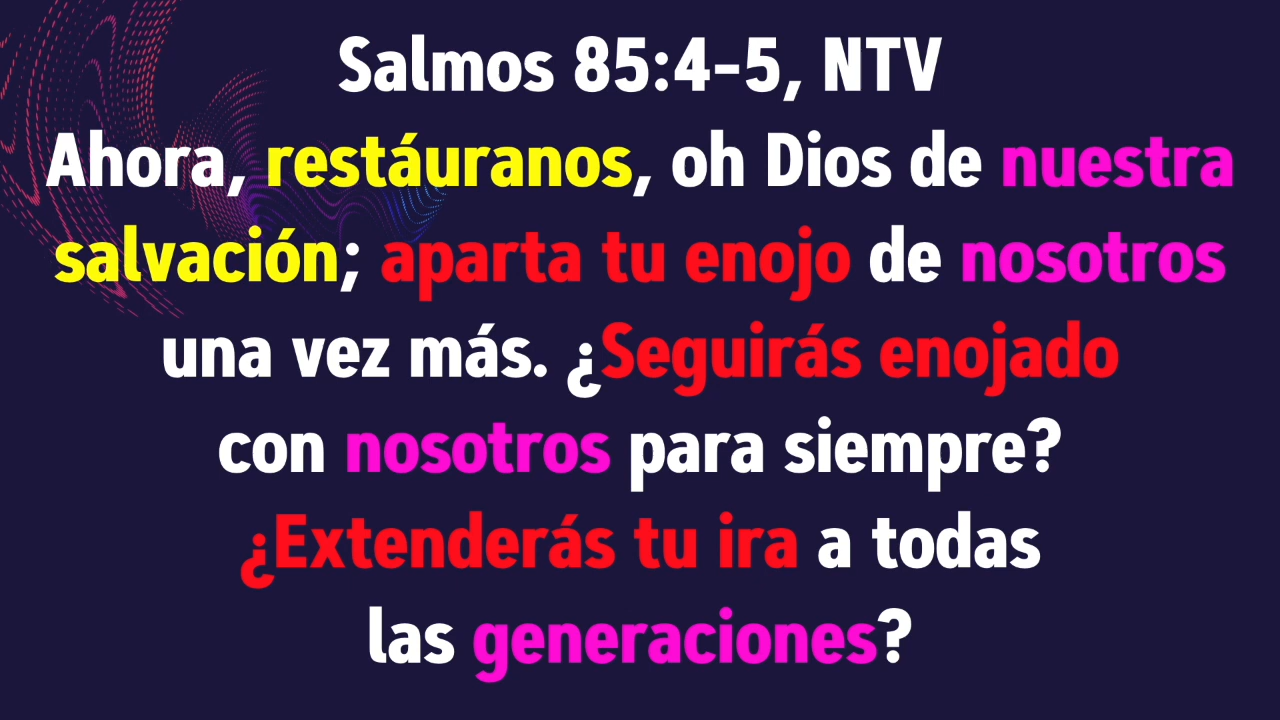 Salmos 85:4-5, NTV
Ahora, restáuranos, oh Dios de nuestra
salvación; aparta tu enojo de nosotros
una vez más. ¿Seguirás enojado
con nosotros para siempre?
¿Extenderás tu ira a todas
las generaciones?